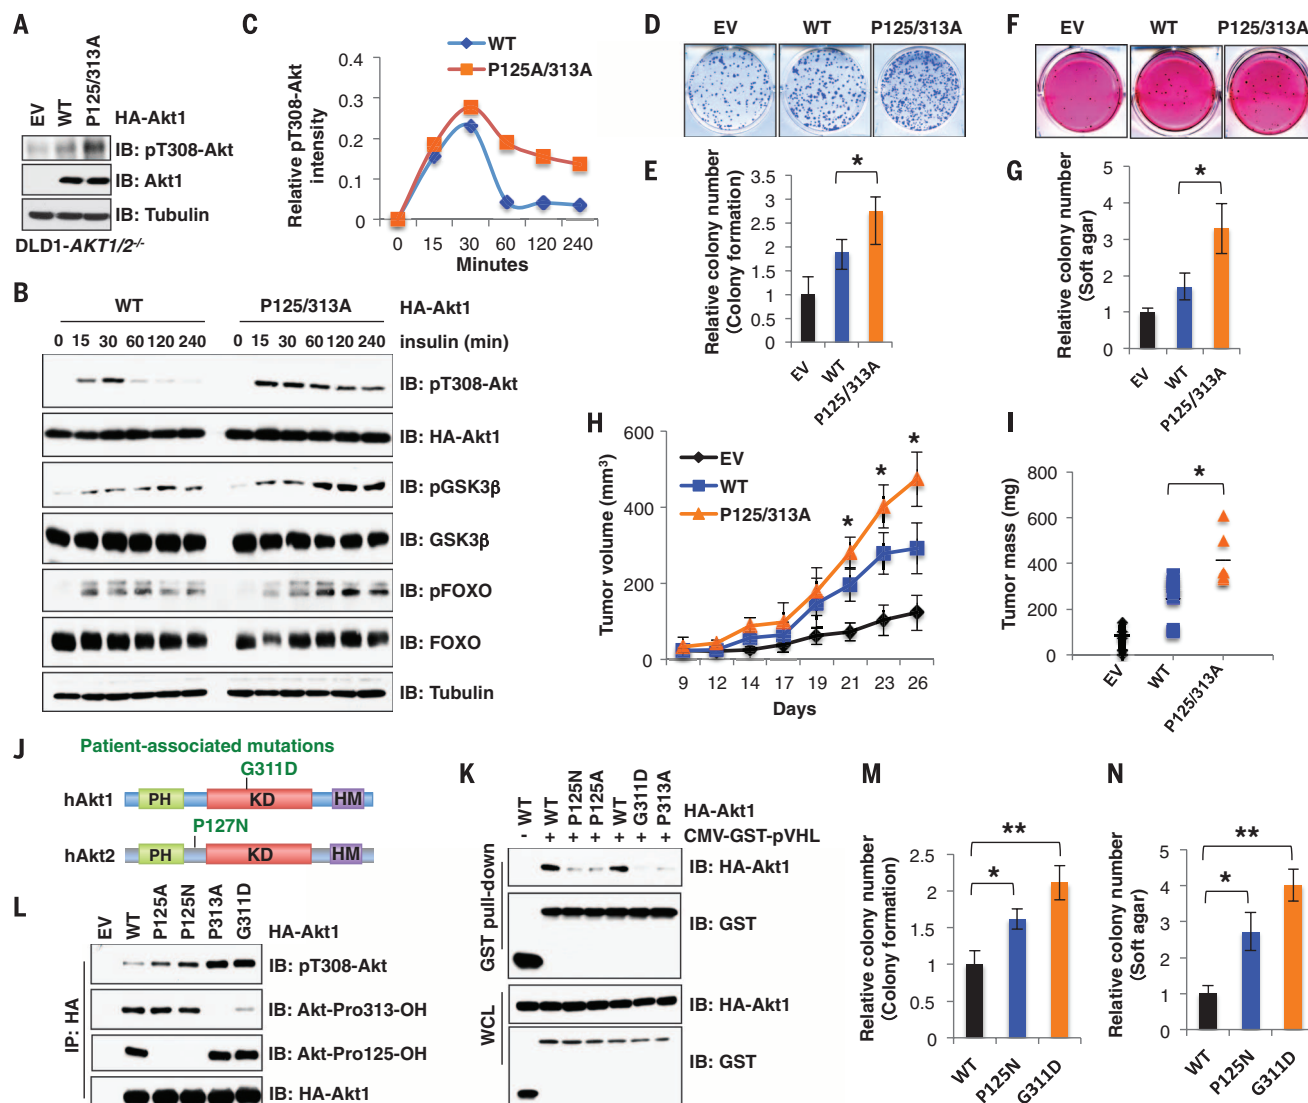 A
EV
WT
P125/313A
HA-Akt1
IB: pT308-Akt
IB: Akt1
IB: Tubulin
DLD1-AKT1/2-/-
B
WT
P125/313A
HA-Akt1
0 15 30 60 120 240
0 15 30 60 120 240
insulin (min)
IB: pT308-Akt
IB: HA-Akt1
IB: pGSK3β
IB: GSK3β
IB: pFOXO
IB: FOXO
IB: Tubulin
C
WT
P125A/313A
Relative pT308-Akt
intensity
0.4
0.3
0.2
0.1
0
0 15 30 60 120 240
Minutes
D
EV
WT
P125/313A
E
Relative colony number
(Colony formation)
3.5
3
2.5
2
1.5
1
0.5
0
*
EV
WT
P125/313A
F
EV
WT
P125/313A
G
Relative colony number
(Soft agar)
5
4
3
2
1
0
*
EV
WT
P125/313A
H
Tumor volume (mm³)
600
400
200
0
EV
WT
P125/313A
*
*
*
9 12 14 17 19 21 23 26
Days
I
Tumor mass (mg)
800
600
400
200
0
*
EV
WT
P125/313A
J
Patient-associated mutations
G311D
hAkt1
PH
KD
HM
P127N
hAkt2
PH
KD
HM
K
WT
WT
P125N
P125A
WT
G311D
P313A
HA-Akt1
- + + + + + +
CMV-GST-pVHL
GST pull-down
IB: HA-Akt1
IB: GST
WCL
IB: HA-Akt1
IB: GST
L
EV
WT
P125A
P125N
P313A
G311D
HA-Akt1
IP: HA
IB: pT308-Akt
IB: Akt-Pro313-OH
IB: Akt-Pro125-OH
IB: HA-Akt1
M
Relative colony number
(Colony formation)
2.5
2
1.5
1
0.5
0
**
*
WT
P125N
G311D
N
Relative colony number
(Soft agar)
5
4
3
2
1
0
**
*
WT
P125N
G311D